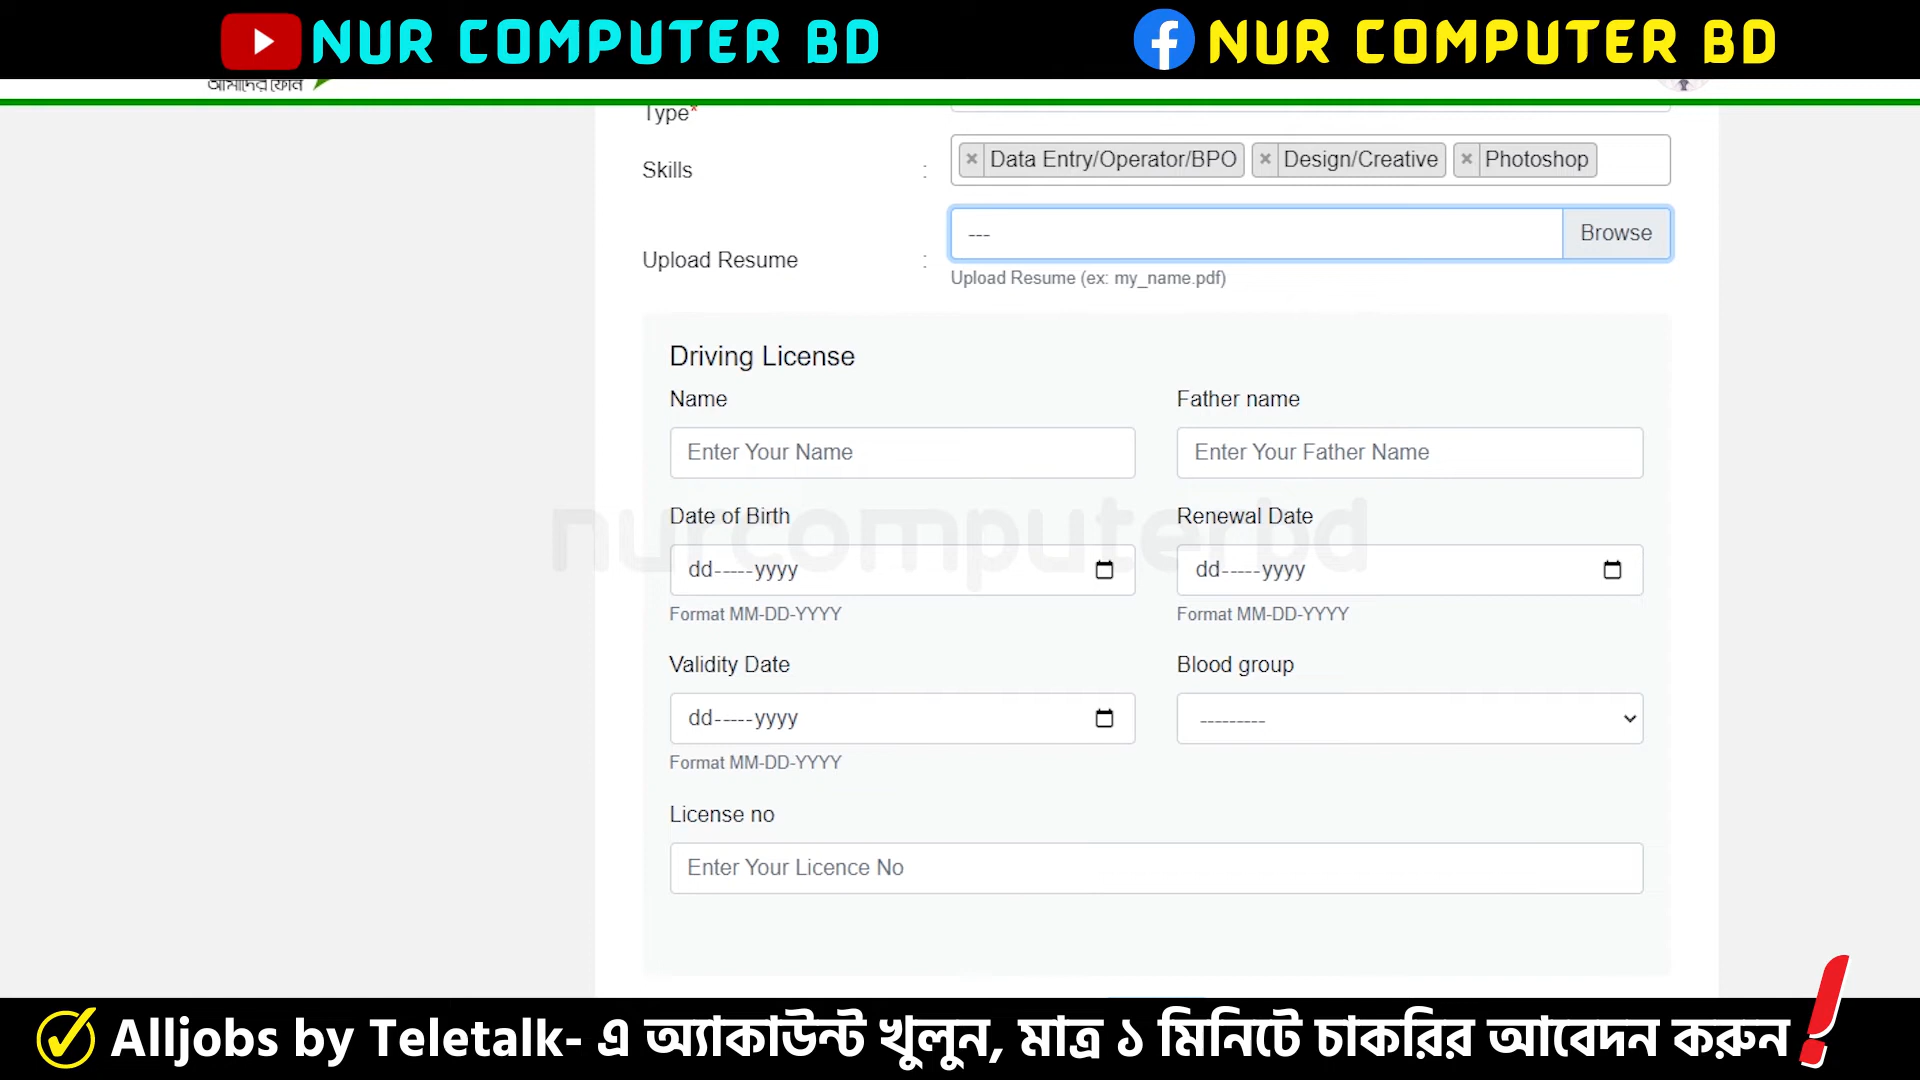 NUR COMPUTER BD
NUR COMPUTER BD
আমাদের ফোন
Type*
Skills : × Data Entry/Operator/BPO × Design/Creative × Photoshop
--- Browse
Upload Resume :
Upload Resume (ex: my_name.pdf)
Driving License
Name Father name
Enter Your Name Enter Your Father Name
nurcomputerbd
Date of Birth Renewal Date
dd-----yyyy dd-----yyyy
Format MM-DD-YYYY Format MM-DD-YYYY
Validity Date Blood group
dd-----yyyy ---------
Format MM-DD-YYYY
License no
Enter Your Licence No
Alljobs by Teletalk- এ অ্যাকাউন্ট খুলুন, মাত্র ১ মিনিটে চাকরির আবেদন করুন!